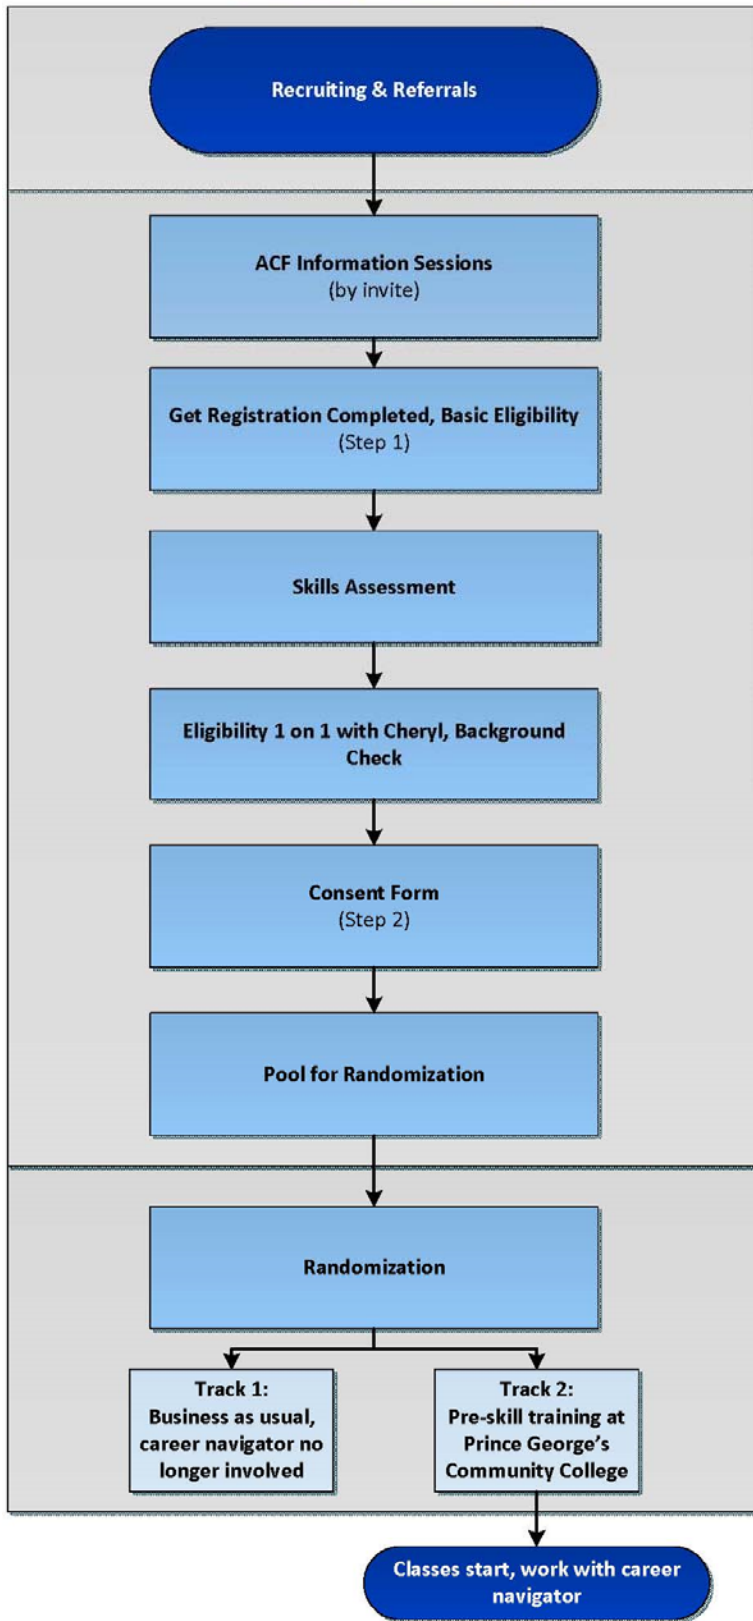 Recruiting & Referrals
ACF Information Sessions
(by invite)
Get Registration Completed, Basic Eligibility
(Step 1)
Skills Assessment
Eligibility 1 on 1 with Cheryl, Background
Check
Consent Form
(Step 2)
Pool for Randomization
Randomization
Track 1:
Business as usual,
career navigator no
longer involved
Track 2:
Pre-skill training at
Prince George’s
Community College
Classes start, work with career
navigator